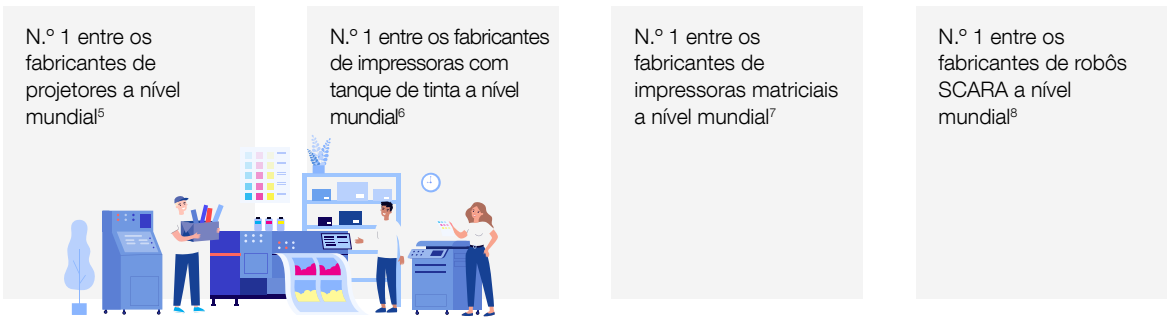 N.º 1 entre os
fabricantes de
projetores a nível
mundial⁵
N.º 1 entre os fabricantes
de impressoras com
tanque de tinta a nível
mundial⁶
N.º 1 entre os
fabricantes de
impressoras matriciais
a nível mundial⁷
N.º 1 entre os
fabricantes de robôs
SCARA a nível
mundial⁸